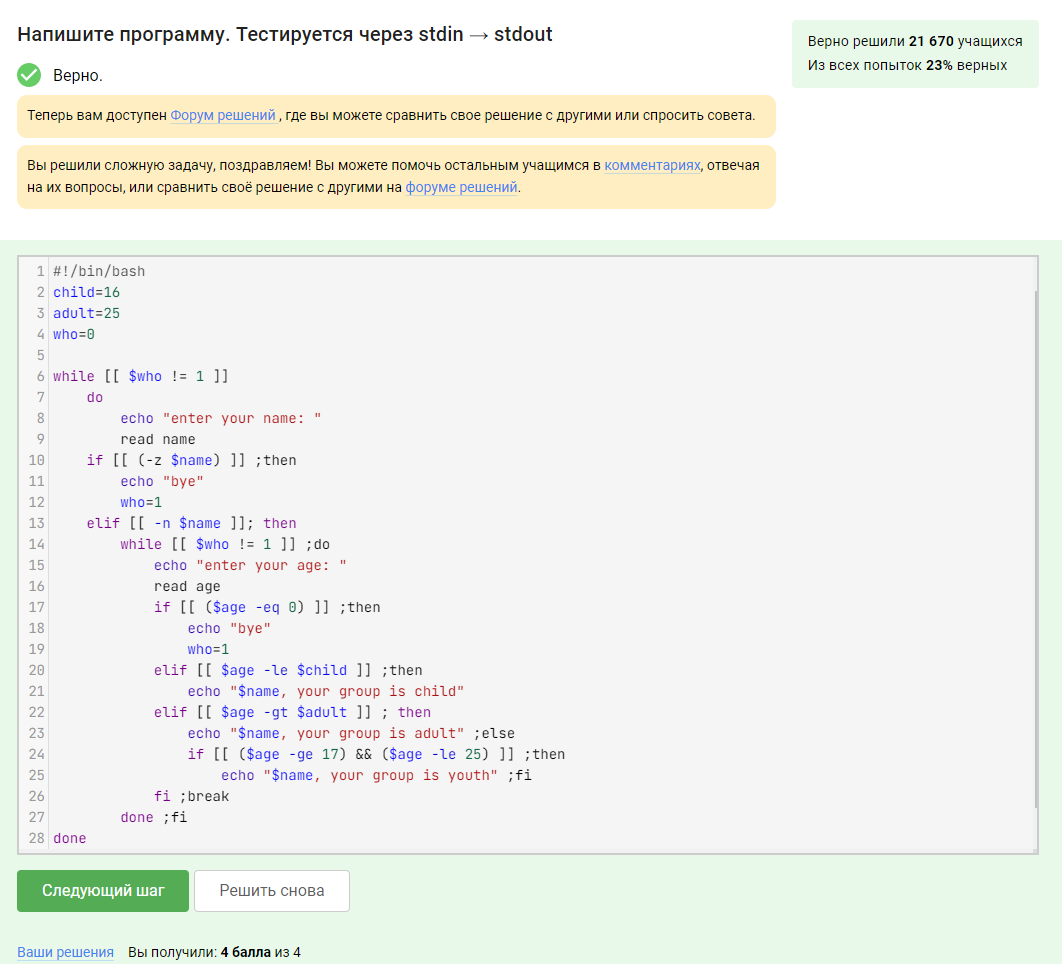 Напишите программу. Тестируется через stdin → stdout
Верно решили 21 670 учащихся
Из всех попыток 23% верных
Верно.
Теперь вам доступен Форум решений , где вы можете сравнить свое решение с другими или спросить совета.
Вы решили сложную задачу, поздравляем! Вы можете помочь остальным учащимся в комментариях, отвечая
на их вопросы, или сравнить своё решение с другими на форуме решений.
1 #!/bin/bash
2 child=16
3 adult=25
4 who=0
5
6 while [[ $who != 1 ]]
7     do
8         echo "enter your name: "
9         read name
10     if [[ (-z $name) ]] ;then
11         echo "bye"
12         who=1
13     elif [[ -n $name ]]; then
14         while [[ $who != 1 ]] ;do
15             echo "enter your age: "
16             read age
17             if [[ ($age -eq 0) ]] ;then
18                 echo "bye"
19                 who=1
20             elif [[ $age -le $child ]] ;then
21                 echo "$name, your group is child"
22             elif [[ $age -gt $adult ]] ; then
23                 echo "$name, your group is adult" ;else
24                 if [[ ($age -ge 17) && ($age -le 25) ]] ;then
25                     echo "$name, your group is youth" ;fi
26             fi ;break
27         done ;fi
28 done
Следующий шаг
Решить снова
Ваши решения Вы получили: 4 балла из 4